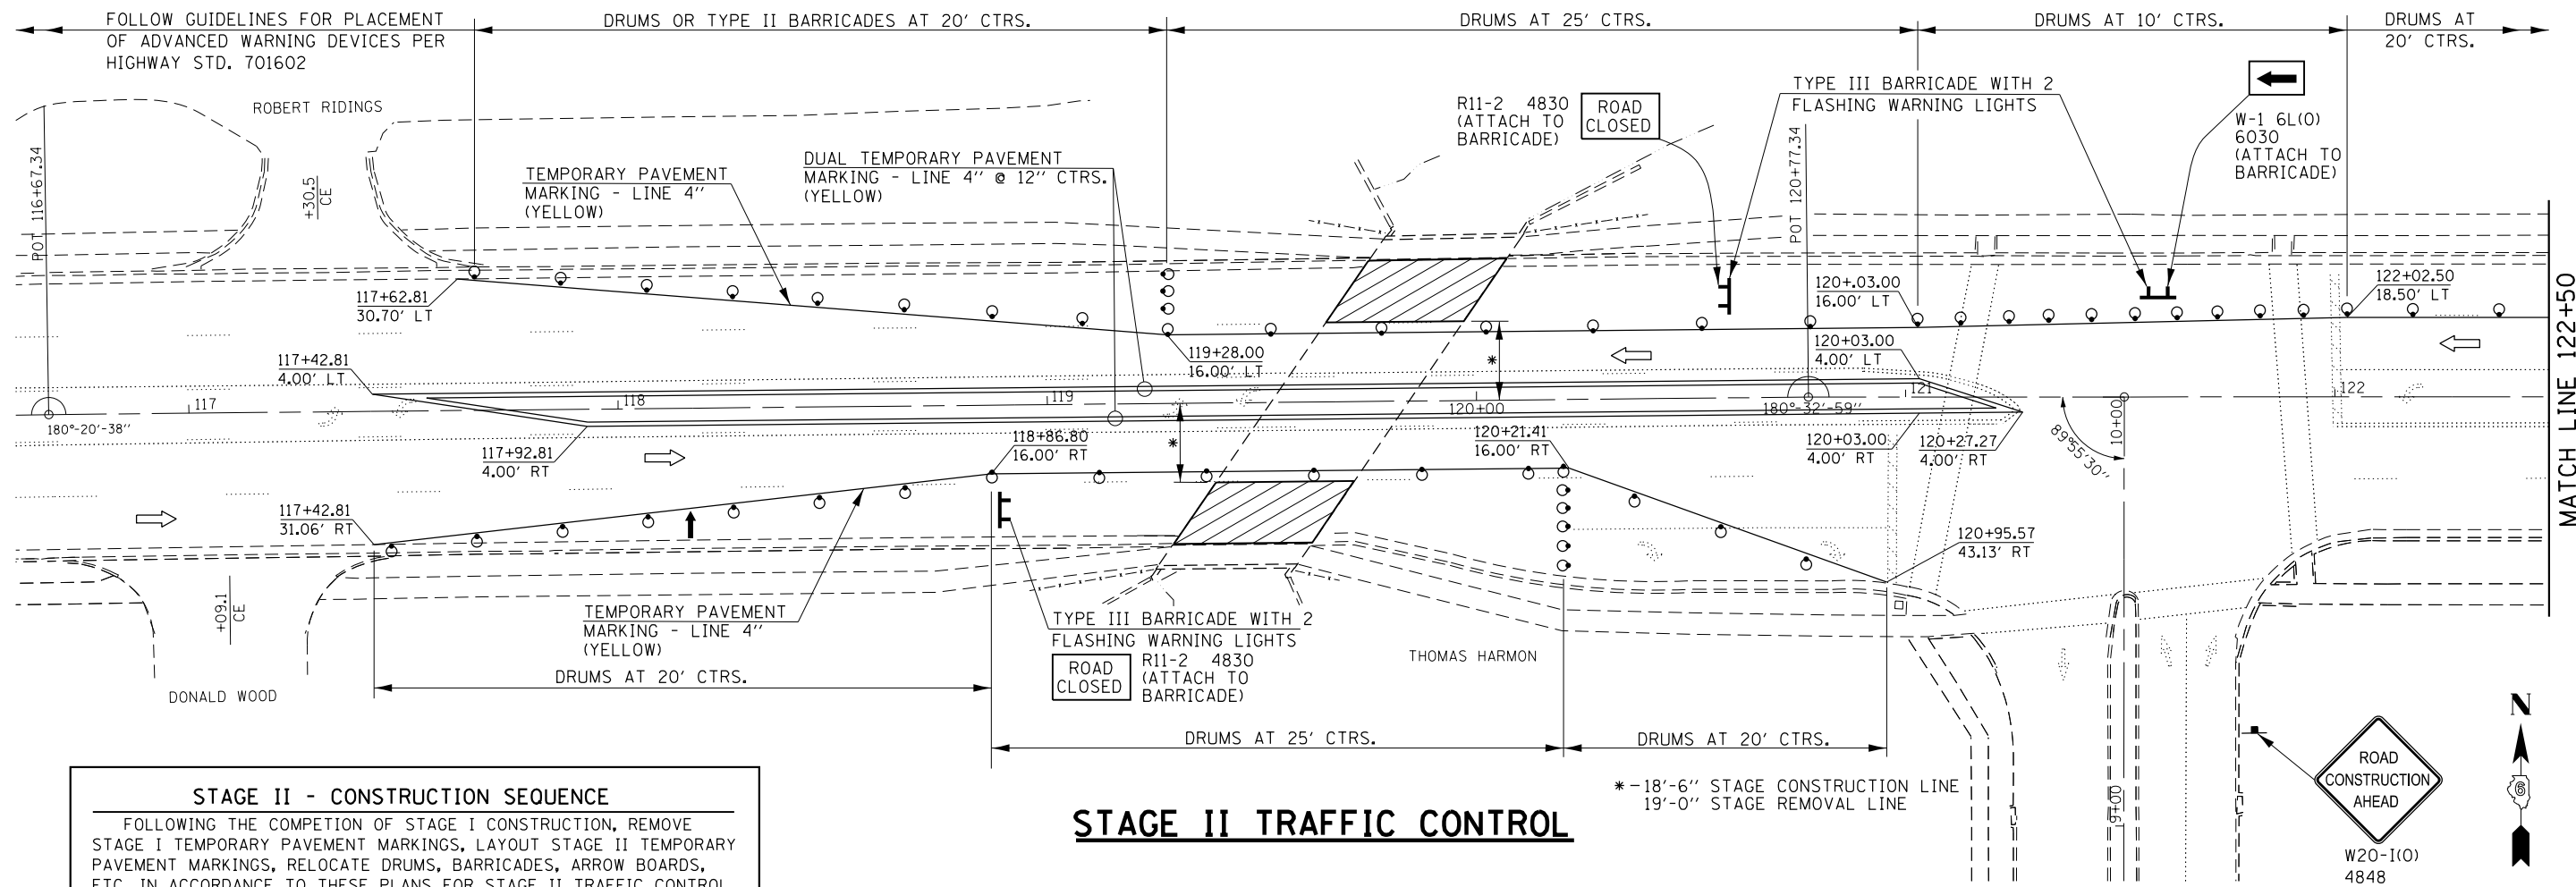 FOLLOW GUIDELINES FOR PLACEMENT
OF ADVANCED WARNING DEVICES PER
HIGHWAY STD. 701602
DRUMS OR TYPE II BARRICADES AT 20' CTRS.
DRUMS AT 25' CTRS.
DRUMS AT 10' CTRS.
DRUMS AT
20' CTRS.
ROBERT RIDINGS
POT 116+67.34
+30.5
CE
TEMPORARY PAVEMENT
MARKING - LINE 4"
(YELLOW)
DUAL TEMPORARY PAVEMENT
MARKING - LINE 4" @ 12" CTRS.
(YELLOW)
R11-2 4830
(ATTACH TO
BARRICADE)
ROAD
CLOSED
TYPE III BARRICADE WITH 2
FLASHING WARNING LIGHTS
POT 120+77.34
W-1 6L(O)
6030
(ATTACH TO
BARRICADE)
117+62.81
30.70' LT
120+.03.00
16.00' LT
122+02.50
18.50' LT
117+42.81
4.00' LT
119+28.00
16.00' LT
*
120+03.00
4.00' LT
117
118
119
120+00
121
122
180°-20'-38"
180°-32'-59"
89°55'30"
10+00
MATCH LINE 122+50
117+92.81
4.00' RT
*
118+86.80
16.00' RT
120+21.41
16.00' RT
120+03.00
4.00' RT
120+27.27
4.00' RT
117+42.81
31.06' RT
120+95.57
43.13' RT
+09.1
CE
DONALD WOOD
TEMPORARY PAVEMENT
MARKING - LINE 4"
(YELLOW)
DRUMS AT 20' CTRS.
TYPE III BARRICADE WITH 2
FLASHING WARNING LIGHTS
ROAD
CLOSED
R11-2 4830
(ATTACH TO
BARRICADE)
THOMAS HARMON
DRUMS AT 25' CTRS.
DRUMS AT 20' CTRS.
*-18'-6" STAGE CONSTRUCTION LINE
19'-0" STAGE REMOVAL LINE
9+00
ROAD
CONSTRUCTION
AHEAD
W20-I(O)
4848
N
6
STAGE II TRAFFIC CONTROL
STAGE II - CONSTRUCTION SEQUENCE
FOLLOWING THE COMPETION OF STAGE I CONSTRUCTION, REMOVE
STAGE I TEMPORARY PAVEMENT MARKINGS, LAYOUT STAGE II TEMPORARY
PAVEMENT MARKINGS, RELOCATE DRUMS, BARRICADES, ARROW BOARDS,
ETC. IN ACCORDANCE TO THESE PLANS FOR STAGE II TRAFFIC CONTROL